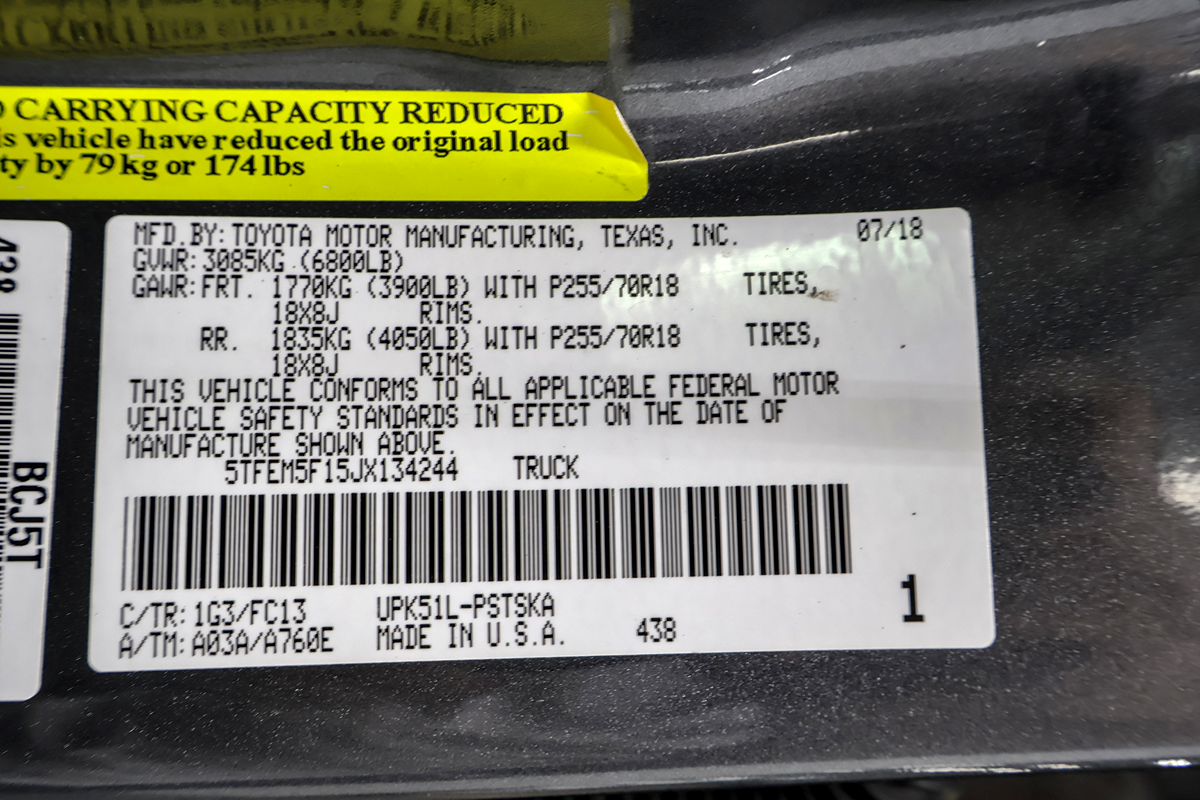 CARRYING CAPACITY REDUCED
vehicle have reduced the original load
by 79 kg or 174 lbs
MFD.BY: TOYOTA MOTOR MANUFACTURING, TEXAS, INC. 07/18
GVWR: 3085KG (6800LB)
GAWR: FRT. 1770KG (3900LB) WITH P255/70R18 TIRES,
18X8J RIMS.
RR. 1835KG (4050LB) WITH P255/70R18 TIRES,
18X8J RIMS.
THIS VEHICLE CONFORMS TO ALL APPLICABLE FEDERAL MOTOR
VEHICLE SAFETY STANDARDS IN EFFECT ON THE DATE OF
MANUFACTURE SHOWN ABOVE.
5TFEM5F15JX134244 TRUCK
C/TR: 1G3/FC13 UPK51L-PSTSKA
A/TM: A03A/A760E MADE IN U.S.A. 438
1
BCJ5T